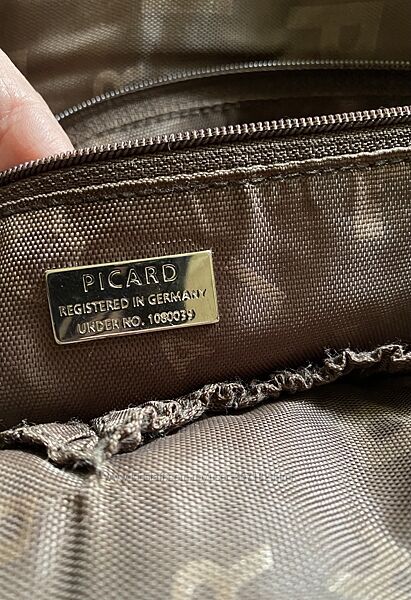 PICARD
REGISTERED IN GERMANY
UNDER NO. 1080039